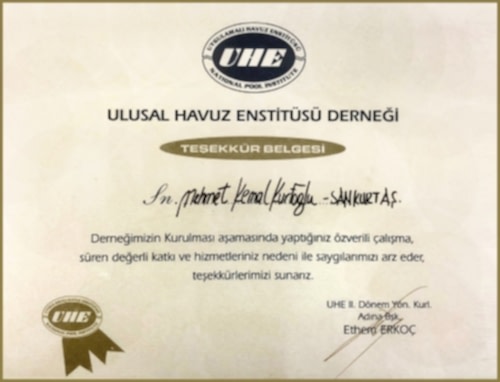 UYGULAMALI HAVUZ ENSTİTÜSÜ
UHE
NATIONAL POOL INSTITUTE
ULUSAL HAVUZ ENSTİTÜSÜ DERNEĞİ
TEŞEKKÜR BELGESİ
Sn. Mehmet Kemal Kurtoğlu - SANKURT AŞ.
Derneğimizin Kurulması aşamasında yaptığınız özverili çalışma,
süren değerli katkı ve hizmetleriniz nedeni ile saygılarımızı arz eder,
teşekkürlerimizi sunarız.
UHE II. Dönem Yön. Kurl.
Adına Bşk.
Ethem ERKOÇ
UHE